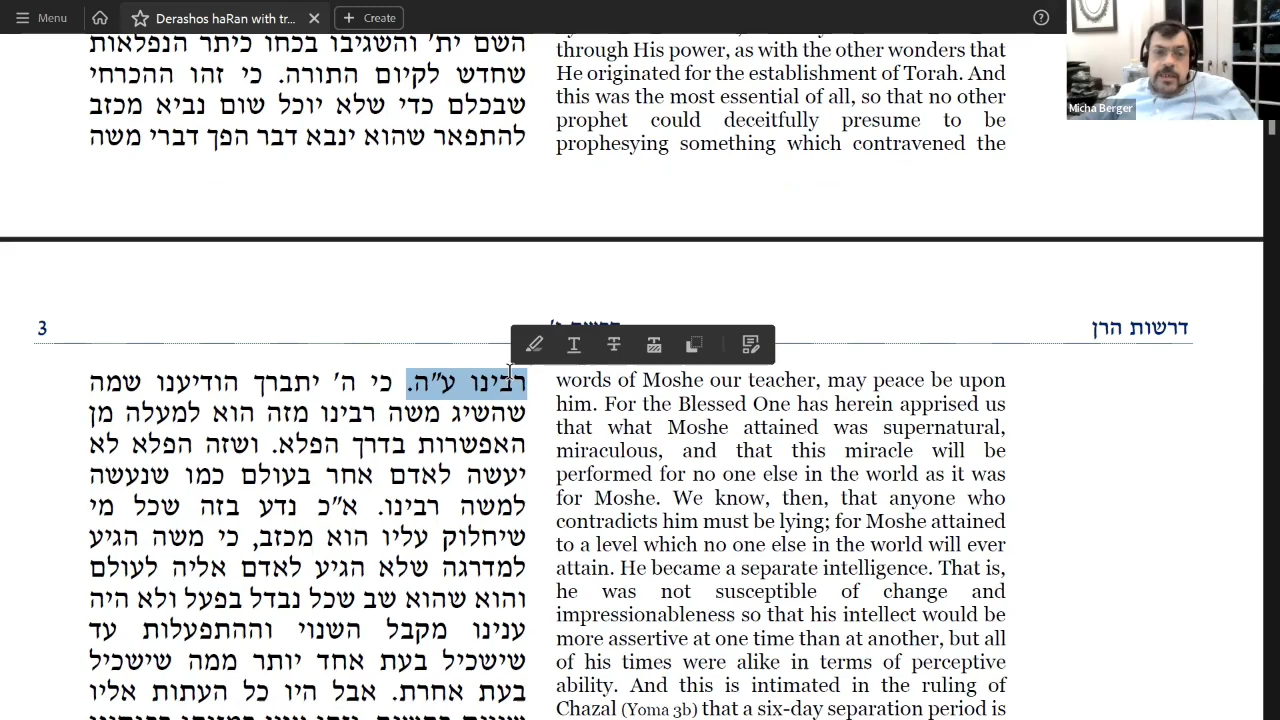 Menu
Derashos haRan with tr...
Create
Micha Berger
השם ית' והשגיבו בכחו כיתר הנפלאות
שחדש לקיום התורה. כי זהו ההכרחי
שבכלם כדי שלא יוכל שום נביא מכזב
להתפאר שהוא ינבא דבר הפך דברי משה
through His power, as with the other wonders that
He originated for the establishment of Torah. And
this was the most essential of all, so that no other
prophet could deceitfully presume to be
prophesying something which contravened the
דרשות הרן
3
רבינו ע"ה. כי ה' יתברך הודיענו שמה
שהשיג משה רבינו מזה הוא למעלה מן
האפשרות בדרך הפלא. ושזה הפלא לא
יעשה לאדם אחר בעולם כמו שנעשה
למשה רבינו. א"כ נדע בזה שכל מי
שיחלוק עליו הוא מכזב, כי משה הגיע
למדרגה שלא הגיע לאדם אליה לעולם
והוא שהוא שב שכל נבדל בפעל ולא היה
ענינו מקבל השנוי וההתפעלות עד
שישכיל בעת אחד יותר ממה שישכיל
בעת אחרת. אבל היו כל העתות אליו
words of Moshe our teacher, may peace be upon
him. For the Blessed One has herein apprised us
that what Moshe attained was supernatural,
miraculous, and that this miracle will be
performed for no one else in the world as it was
for Moshe. We know, then, that anyone who
contradicts him must be lying; for Moshe attained
to a level which no one else in the world will ever
attain. He became a separate intelligence. That is,
he was not susceptible of change and
impressionableness so that his intellect would be
more assertive at one time than at another, but all
of his times were alike in terms of perceptive
ability. And this is intimated in the ruling of
Chazal (Yoma 3b) that a six-day separation period is